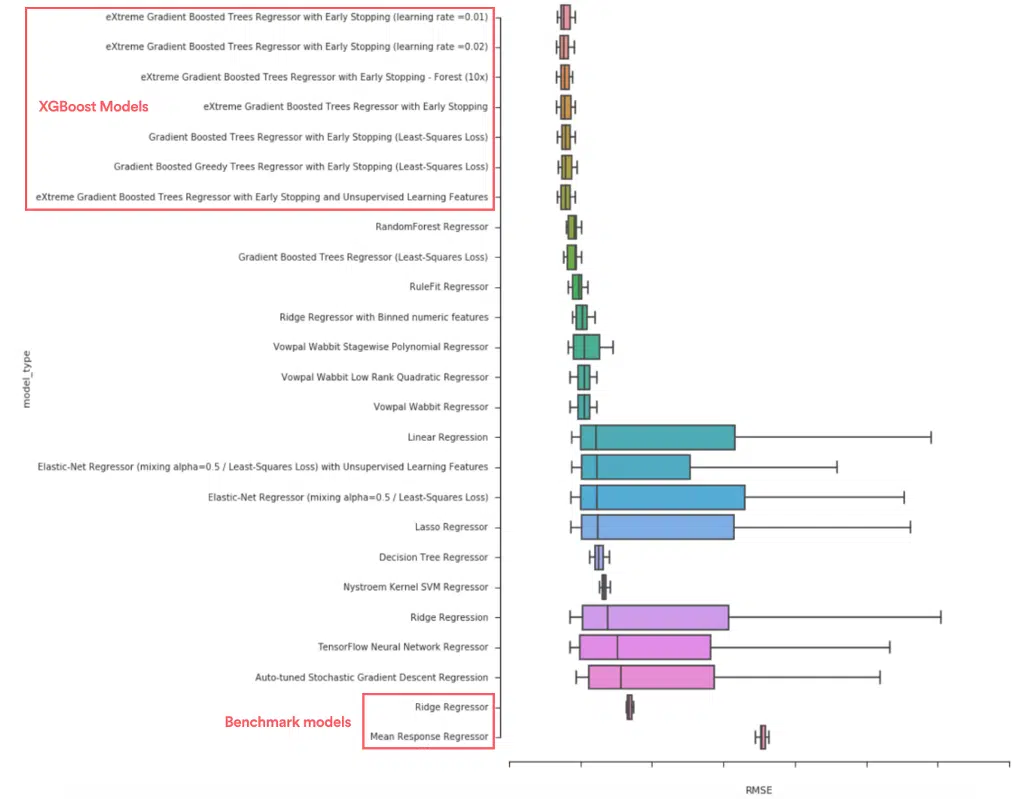 eXtreme Gradient Boosted Trees Regressor with Early Stopping (learning rate =0.01)
eXtreme Gradient Boosted Trees Regressor with Early Stopping (learning rate =0.02)
eXtreme Gradient Boosted Trees Regressor with Early Stopping - Forest (10x)
XGBoost Models
eXtreme Gradient Boosted Trees Regressor with Early Stopping
Gradient Boosted Trees Regressor with Early Stopping (Least-Squares Loss)
Gradient Boosted Greedy Trees Regressor with Early Stopping (Least-Squares Loss)
eXtreme Gradient Boosted Trees Regressor with Early Stopping and Unsupervised Learning Features
RandomForest Regressor
Gradient Boosted Trees Regressor (Least-Squares Loss)
RuleFit Regressor
Ridge Regressor with Binned numeric features
Vowpal Wabbit Stagewise Polynomial Regressor
model_type
Vowpal Wabbit Low Rank Quadratic Regressor
Vowpal Wabbit Regressor
Linear Regression
Elastic-Net Regressor (mixing alpha=0.5 / Least-Squares Loss) with Unsupervised Learning Features
Elastic-Net Regressor (mixing alpha=0.5 / Least-Squares Loss)
Lasso Regressor
Decision Tree Regressor
Nystroem Kernel SVM Regressor
Ridge Regression
TensorFlow Neural Network Regressor
Auto-tuned Stochastic Gradient Descent Regression
Ridge Regressor
Benchmark models
Mean Response Regressor
RMSE